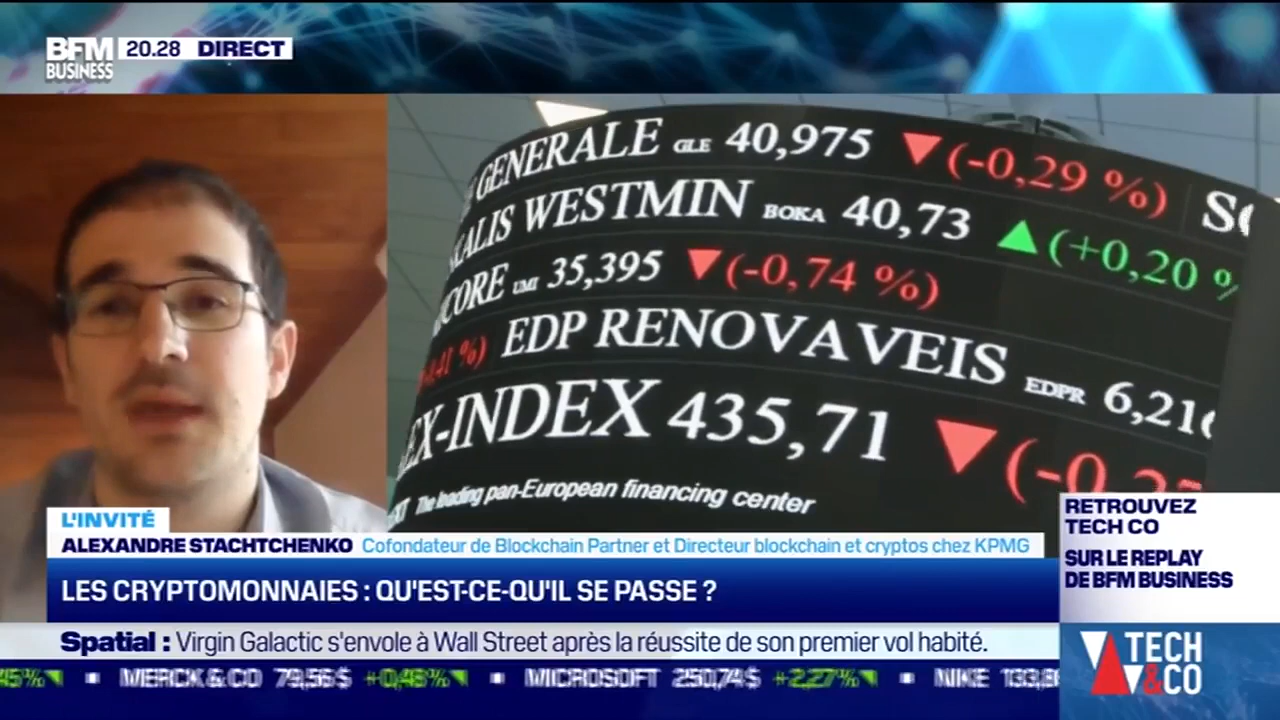 BFM
BUSINESS
20.28 DIRECT
GENERALE GLE 40,975 (-0,29 %)
WESTMIN BOKA 40,73 (+0,20 %
UMI 35,395 (-0,74 %)
EDP RENOVAVEIS EDPR
-INDEX 435,71
The leading pan-European financing center
L'INVITÉ
ALEXANDRE STACHTCHENKO Cofondateur de Blockchain Partner et Directeur blockchain et cryptos chez KPMG
LES CRYPTOMONNAIES : QU'EST-CE-QU'IL SE PASSE ?
Spatial : Virgin Galactic s'envole à Wall Street après la réussite de son premier vol habité.
MERCK & CO 79,56$ +0,48% MICROSOFT 250,74$ +2,27% NIKE
RETROUVEZ
TECH CO
SUR LE REPLAY
DE BFM BUSINESS
TECH
&CO